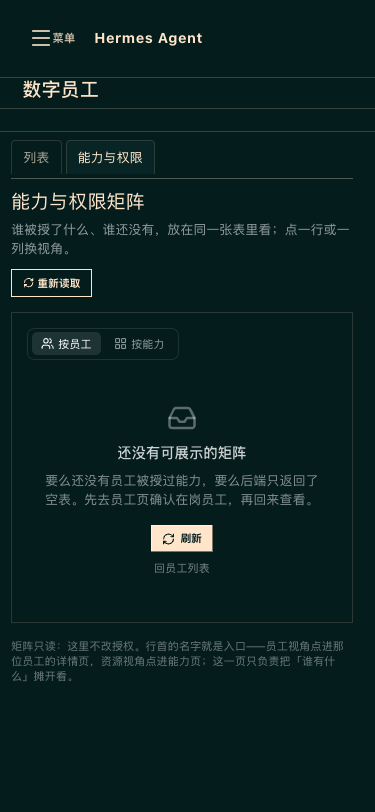 菜单
Hermes Agent
数字员工
列表
能力与权限
能力与权限矩阵
谁被授了什么、谁还没有，放在同一张表里看；点一行或一
列换视角。
重新读取
按员工
按能力
还没有可展示的矩阵
要么还没有员工被授过能力，要么后端只返回了
空表。先去员工页确认在岗员工，再回来查看。
刷新
回员工列表
矩阵只读：这里不改授权。行首的名字就是入口——员工视角点进那
位员工的详情页，资源视角点进能力页；这一页只负责把「谁有什
么」摊开看。